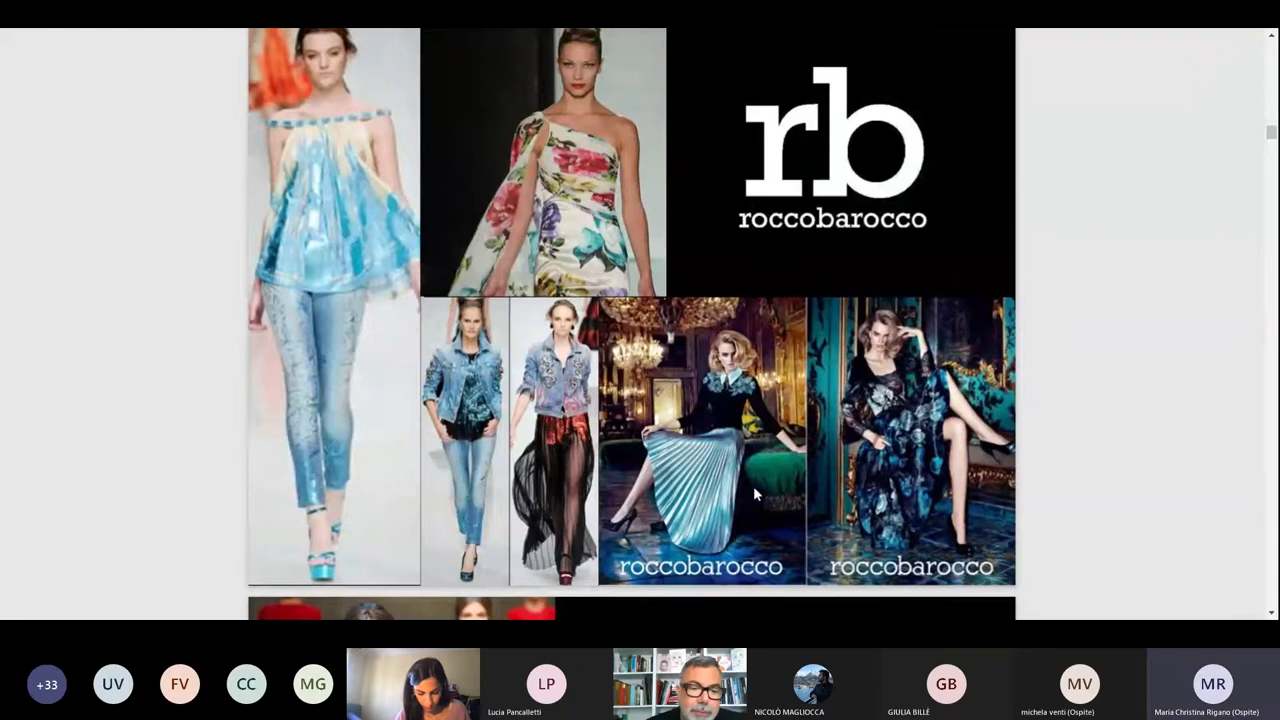 rb
roccobarocco
roccobarocco
roccobarocco
+33
UV
FV
CC
MG
LP
GB
MV
MR
Lucia Pancalletti
NICOLÒ MAGLIOCCA
GIULIA BILLÈ
michela venti (Ospite)
Maria Christina Rigano (Ospite)